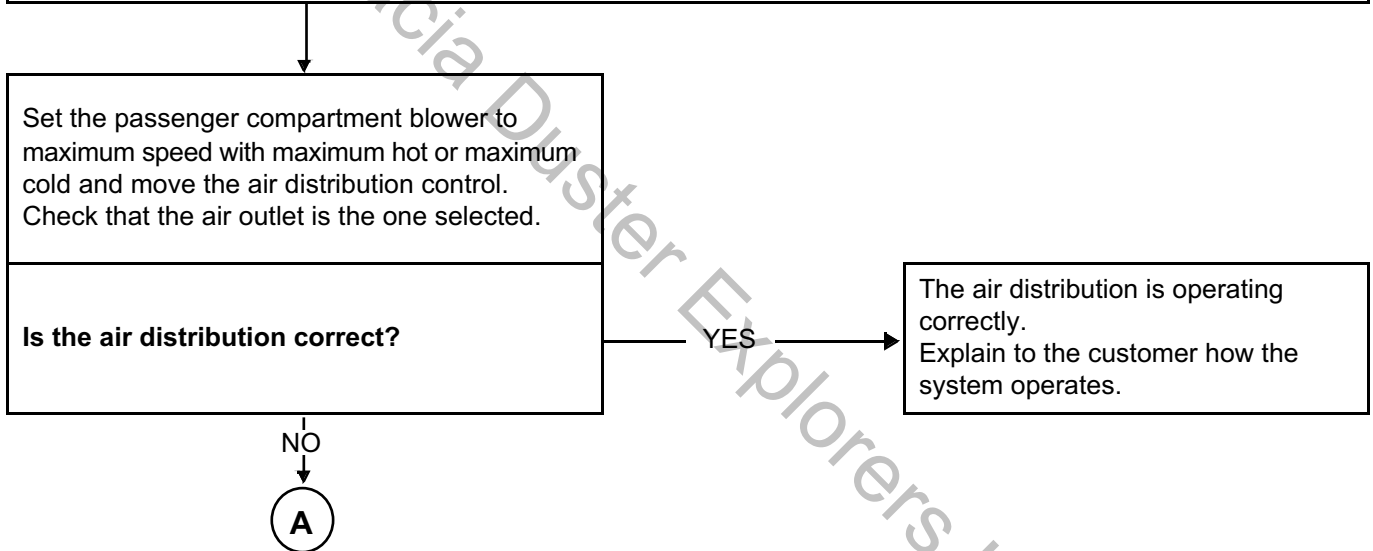 Set the passenger compartment blower to
maximum speed with maximum hot or maximum
cold and move the air distribution control.
Check that the air outlet is the one selected.
Is the air distribution correct?
YES
The air distribution is operating
correctly.
Explain to the customer how the
system operates.
NO
A
Duster Explorers